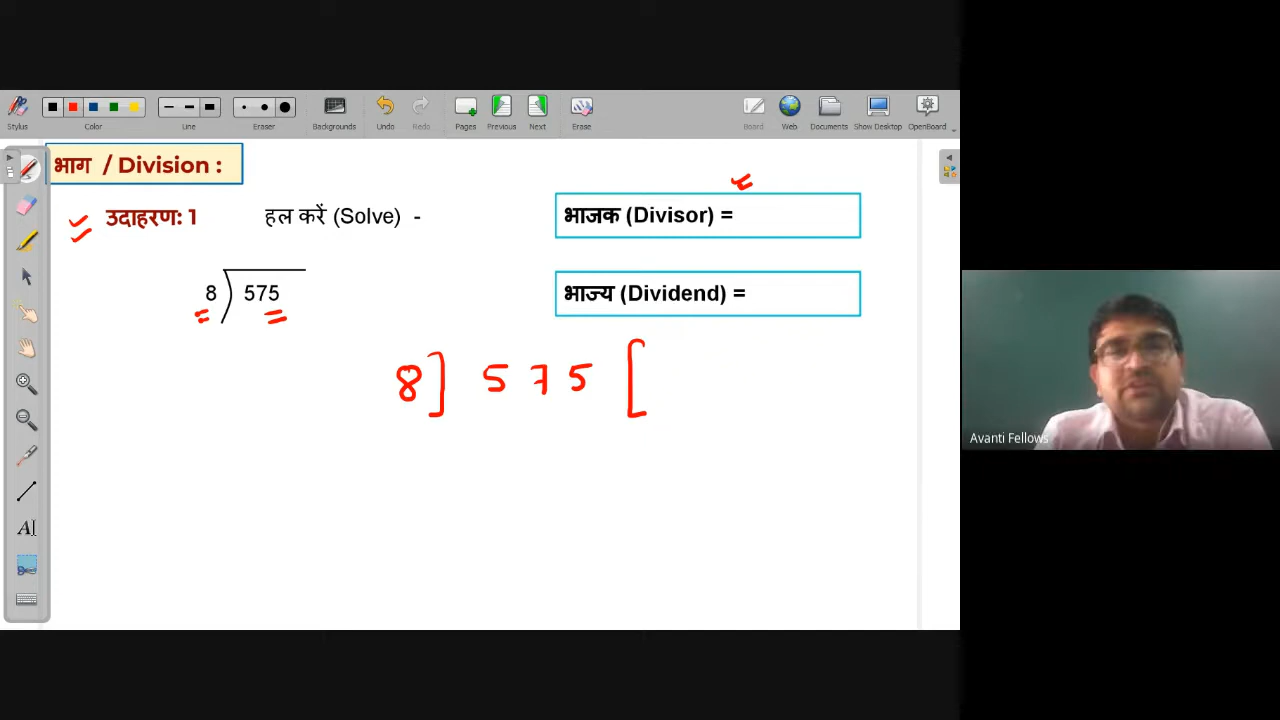 Stylus
Color
Line
Eraser
Backgrounds
Undo
Redo
Pages
Previous
Next
Erase
Board
Web
Documents
Show Desktop
OpenBoard
भाग / Division :
उदाहरण: 1
हल करें (Solve) -
भाजक (Divisor) =
8 575
भाज्य (Dividend) =
8] 5 7 5 [
Avanti Fellows